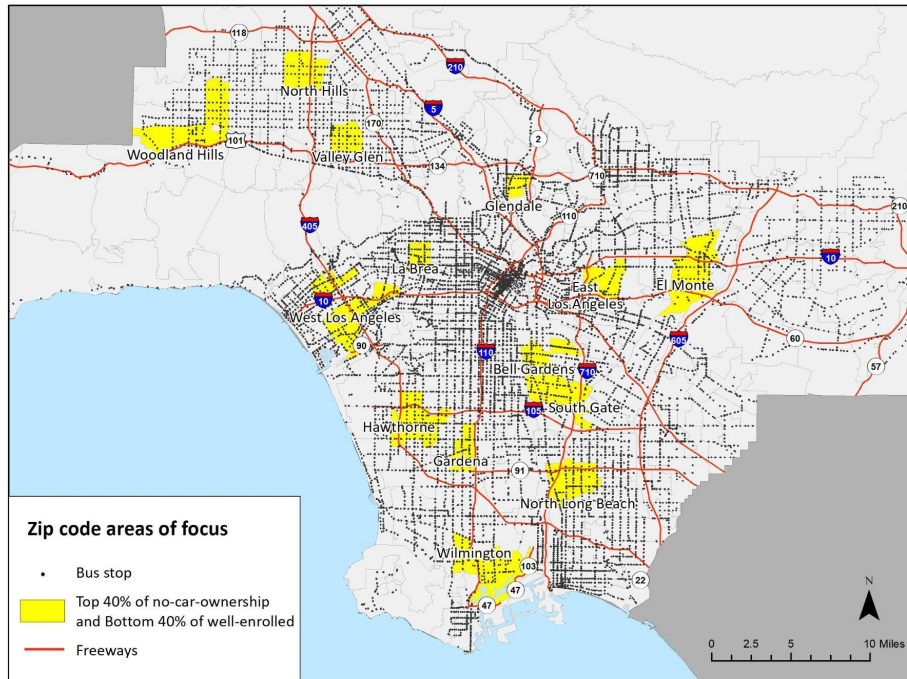 118
210
North Hills
5
170
2
101
Woodland Hills
Valley Glen
134
710
Glendale
210
110
405
La Brea
10
East
Los Angeles
El Monte
10
West Los Angeles
90
110
605
60
Bell Gardens
710
57
105
South Gate
Hawthorne
Gardena
91
North Long Beach
Wilmington
103
22
47
47
Zip code areas of focus
Bus stop
Top 40% of no-car-ownership
and Bottom 40% of well-enrolled
Freeways
N
0 2.5 5 10 Miles